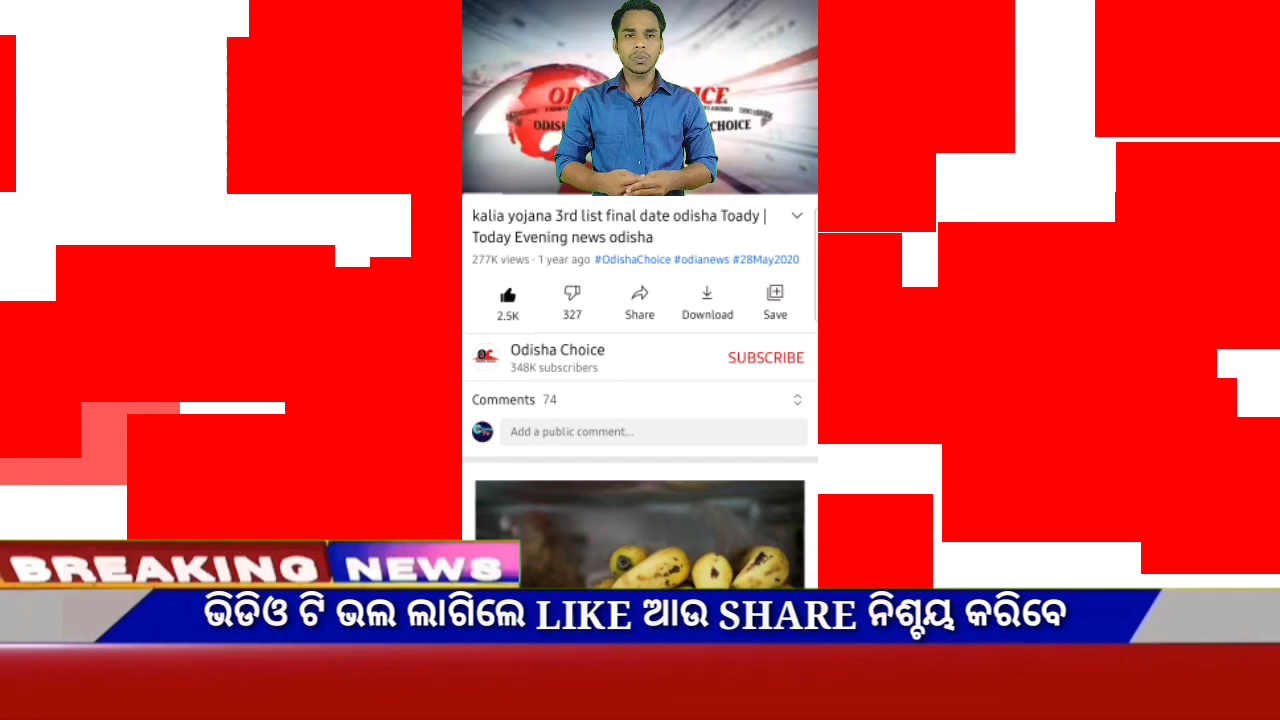 kalia yojana 3rd list final date odisha Toady |
Today Evening news odisha
277K views · 1 year ago #OdishaChoice #odianews #28May2020
2.5K 327 Share Download Save
Odisha Choice
348K subscribers
SUBSCRIBE
Comments 74
Add a public comment...
BREAKING NEWS
ଭିଡିଓ ଟି ଭଲ ଲାଗିଲେ LIKE ଆଉ SHARE ନିଶ୍ଚୟ କରିବେ